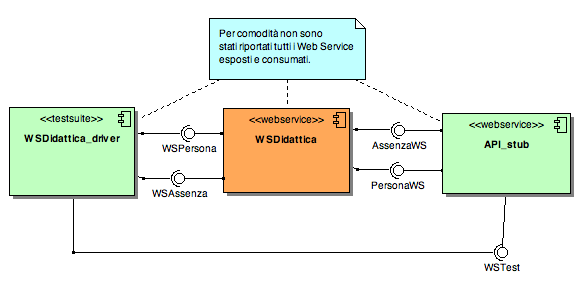 Per comodità non sono
stati riportati tutti i Web Service
esposti e consumati.
<<testsuite>>
WSDidattica_driver
<<webservice>>
WSDidattica
<<webservice>>
API_stub
WSPersona
AssenzaWS
WSAssenza
PersonaWS
WSTest